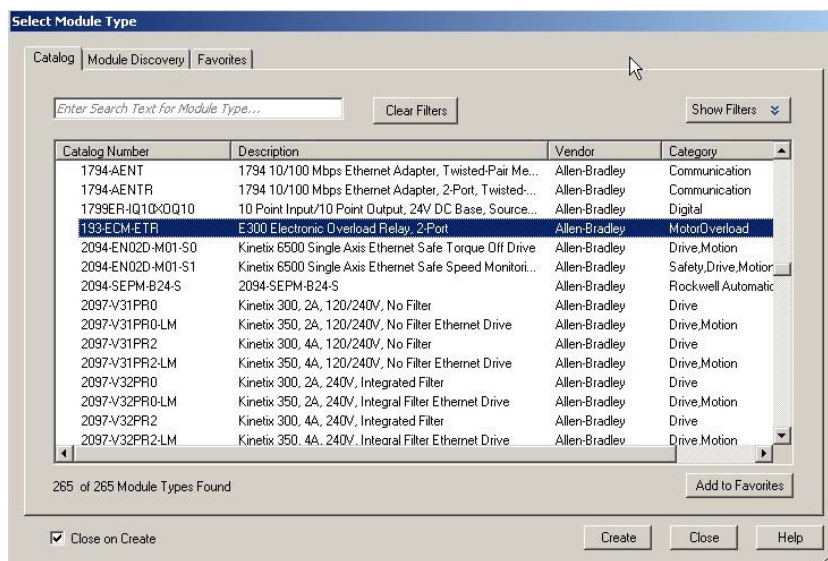 Select Module Type
Catalog Module Discovery Favorites
Enter Search Text for Module Type... Clear Filters Show Filters
Catalog Number Description Vendor Category
1794-AENT 1794 10/100 Mbps Ethernet Adapter, Twisted-Pair Me... Allen-Bradley Communication
1794-AENTR 1794 10/100 Mbps Ethernet Adapter, 2-Port, Twisted-... Allen-Bradley Communication
1799ER-IQ10XOQ10 10 Point Input/10 Point Output, 24V DC Base, Source... Allen-Bradley Digital
193-ECM-ETR E300 Electronic Overload Relay, 2-Port Allen-Bradley MotorOverload
2094-EN02D-M01-S0 Kinetix 6500 Single Axis Ethernet Safe Torque Off Drive Allen-Bradley Drive,Motion
2094-EN02D-M01-S1 Kinetix 6500 Single Axis Ethernet Safe Speed Monitori... Allen-Bradley Safety,Drive,Motion
2094-SEPM-B24-S 2094-SEPM-B24-S Allen-Bradley Rockwell Automatic
2097-V31PR0 Kinetix 300, 2A, 120/240V, No Filter Allen-Bradley Drive
2097-V31PR0-LM Kinetix 350, 2A, 120/240V, No Filter Ethernet Drive Allen-Bradley Drive,Motion
2097-V31PR2 Kinetix 300, 4A, 120/240V, No Filter Allen-Bradley Drive
2097-V31PR2-LM Kinetix 350, 4A, 120/240V, No Filter Ethernet Drive Allen-Bradley Drive,Motion
2097-V32PR0 Kinetix 300, 2A, 240V, Integrated Filter Allen-Bradley Drive
2097-V32PR0-LM Kinetix 350, 2A, 240V, Integral Filter Ethernet Drive Allen-Bradley Drive,Motion
2097-V32PR2 Kinetix 300, 4A, 240V, Integrated Filter Allen-Bradley Drive
2097-V32PR2-LM Kinetix 350, 4A, 240V, Integral Filter Ethernet Drive Allen-Bradley Drive,Motion
265 of 265 Module Types Found Add to Favorites
Close on Create Create Close Help